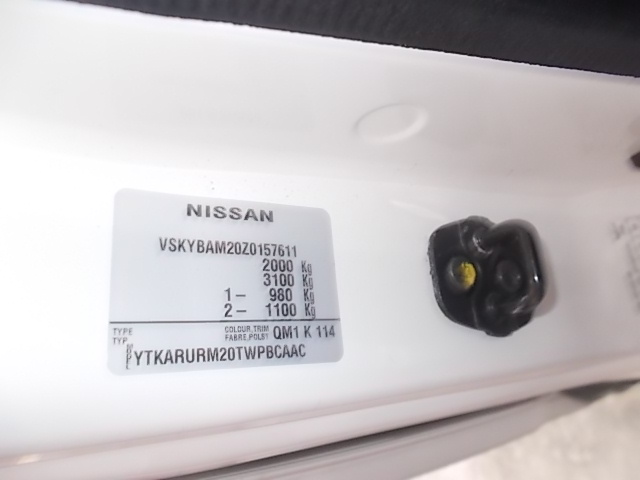 NISSAN
VSKYBAM20Z0157611
2000 Kg
3100 Kg
1- 980 Kg
2- 1100 Kg
TYPE COLOUR,TRIM QM1 K 114
TYP FABRE,POLST
YTKARURM20TWPBCAAC